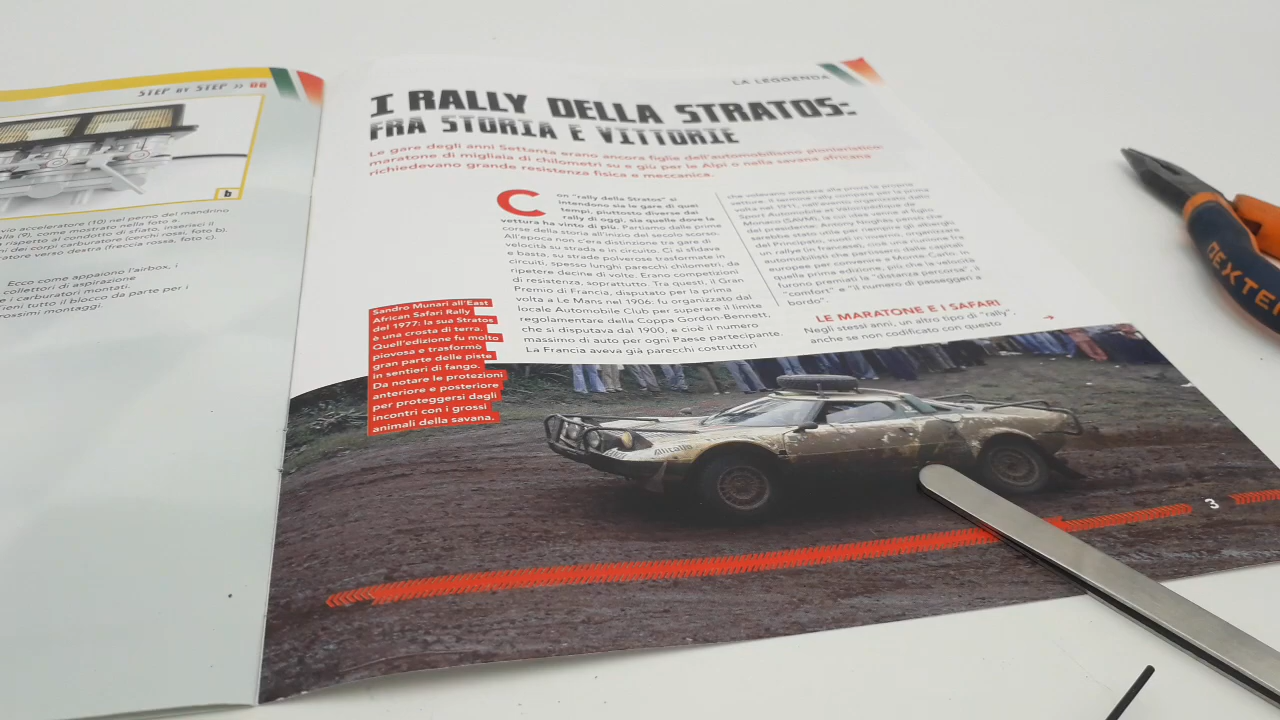 STEP BY STEP >> 06
b
vio acceleratore (10) nel perno del mandrino
lla (9), come mostrato nella foto a.
a rispetto al condotto di sfiato, inserisci il
ri dei corpi carburatore (cerchi rossi, foto b).
ratore verso destra (freccia rossa, foto c).
Ecco come appaiono l'airbox, i
collettori di aspirazione
e i carburatori montati.
eni tutto il blocco da parte per i
rossimi montaggi.
LA LEGGENDA
I RALLY DELLA STRATOS:
FRA STORIA E VITTORIE
Le gare degli anni Settanta erano ancora figlie dell'automobilismo pionieristico:
maratone di migliaia di chilometri su e giù per le Alpi o nella savana africana
richiedevano grande resistenza fisica e meccanica.
Con "rally della Stratos" si
intendono sia le gare di quei
tempi, piuttosto diverse dai
rally di oggi, sia quelle dove la
vettura ha vinto di più. Partiamo dalle prime
corse della storia all'inizio del secolo scorso.
All'epoca non c'era distinzione tra gare di
velocità su strada e in circuito. Ci si sfidava
e basta, su strade polverose trasformate in
circuiti, spesso lunghi parecchi chilometri, da
ripetere decine di volte. Erano competizioni
di resistenza, soprattutto. Tra questi, il Gran
Premio di Francia, disputato per la prima
volta a Le Mans nel 1906: fu organizzato dal
locale Automobile Club per superare il limite
regolamentare della Coppa Gordon-Bennett,
che si disputava dal 1900, e cioè il numero
massimo di auto per ogni Paese partecipante.
La Francia aveva già parecchi costruttori
che volevano mettere alla prova le proprie
vetture. Il termine rally compare per la prima
volta nel 1911, nell'evento organizzato dallo
Sport Automobile et Vélocipédique de
Monaco (SAVM), la cui idea venne al figlio
del presidente, Antony Noghès pensò che
sarebbe stato utile per riempire gli alberghi
del Principato, vuoti in inverno, organizzare
un rallye (in francese), cioè una riunione tra
automobilisti che partissero dalle capitali
europee per convergere a Monte-Carlo. In
quella prima edizione, più che la velocità
furono premiati la "distanza percorsa", il
"comfort" e "il numero di passeggeri a
bordo".
LE MARATONE E I SAFARI
Negli stessi anni, un altro tipo di "rally",
anche se non codificato con questo
Sandro Munari all'East
African Safari Rally
del 1977: la sua Stratos
è una crosta di terra.
Quell'edizione fu molto
piovosa e trasformò
gran parte delle piste
in sentieri di fango.
Da notare le protezioni
anteriore e posteriore
per proteggersi dagli
incontri con i grossi
animali della savana.
Alitalia
3
DEXTER